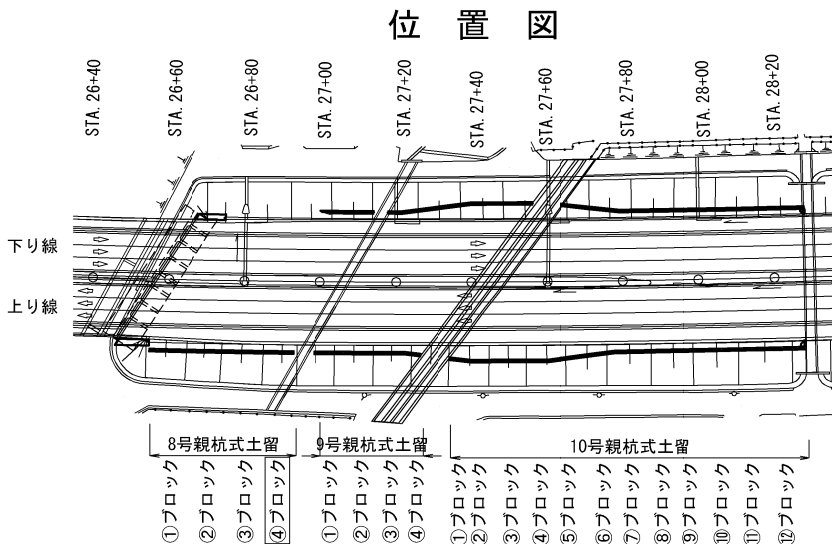 位置図
STA.26+40
STA.26+60
STA.26+80
STA.27+00
STA.27+20
STA.27+40
STA.27+60
STA.27+80
STA.28+00
STA.28+20
下り線
上り線
8号親杭式土留
9号親杭式土留
10号親杭式土留
①ブロック
②ブロック
③ブロック
④ブロック
①ブロック
②ブロック
③ブロック
④ブロック
①ブロック
②ブロック
③ブロック
④ブロック
⑤ブロック
⑥ブロック
⑦ブロック
⑧ブロック
⑨ブロック
⑩ブロック
⑪ブロック
⑫ブロック